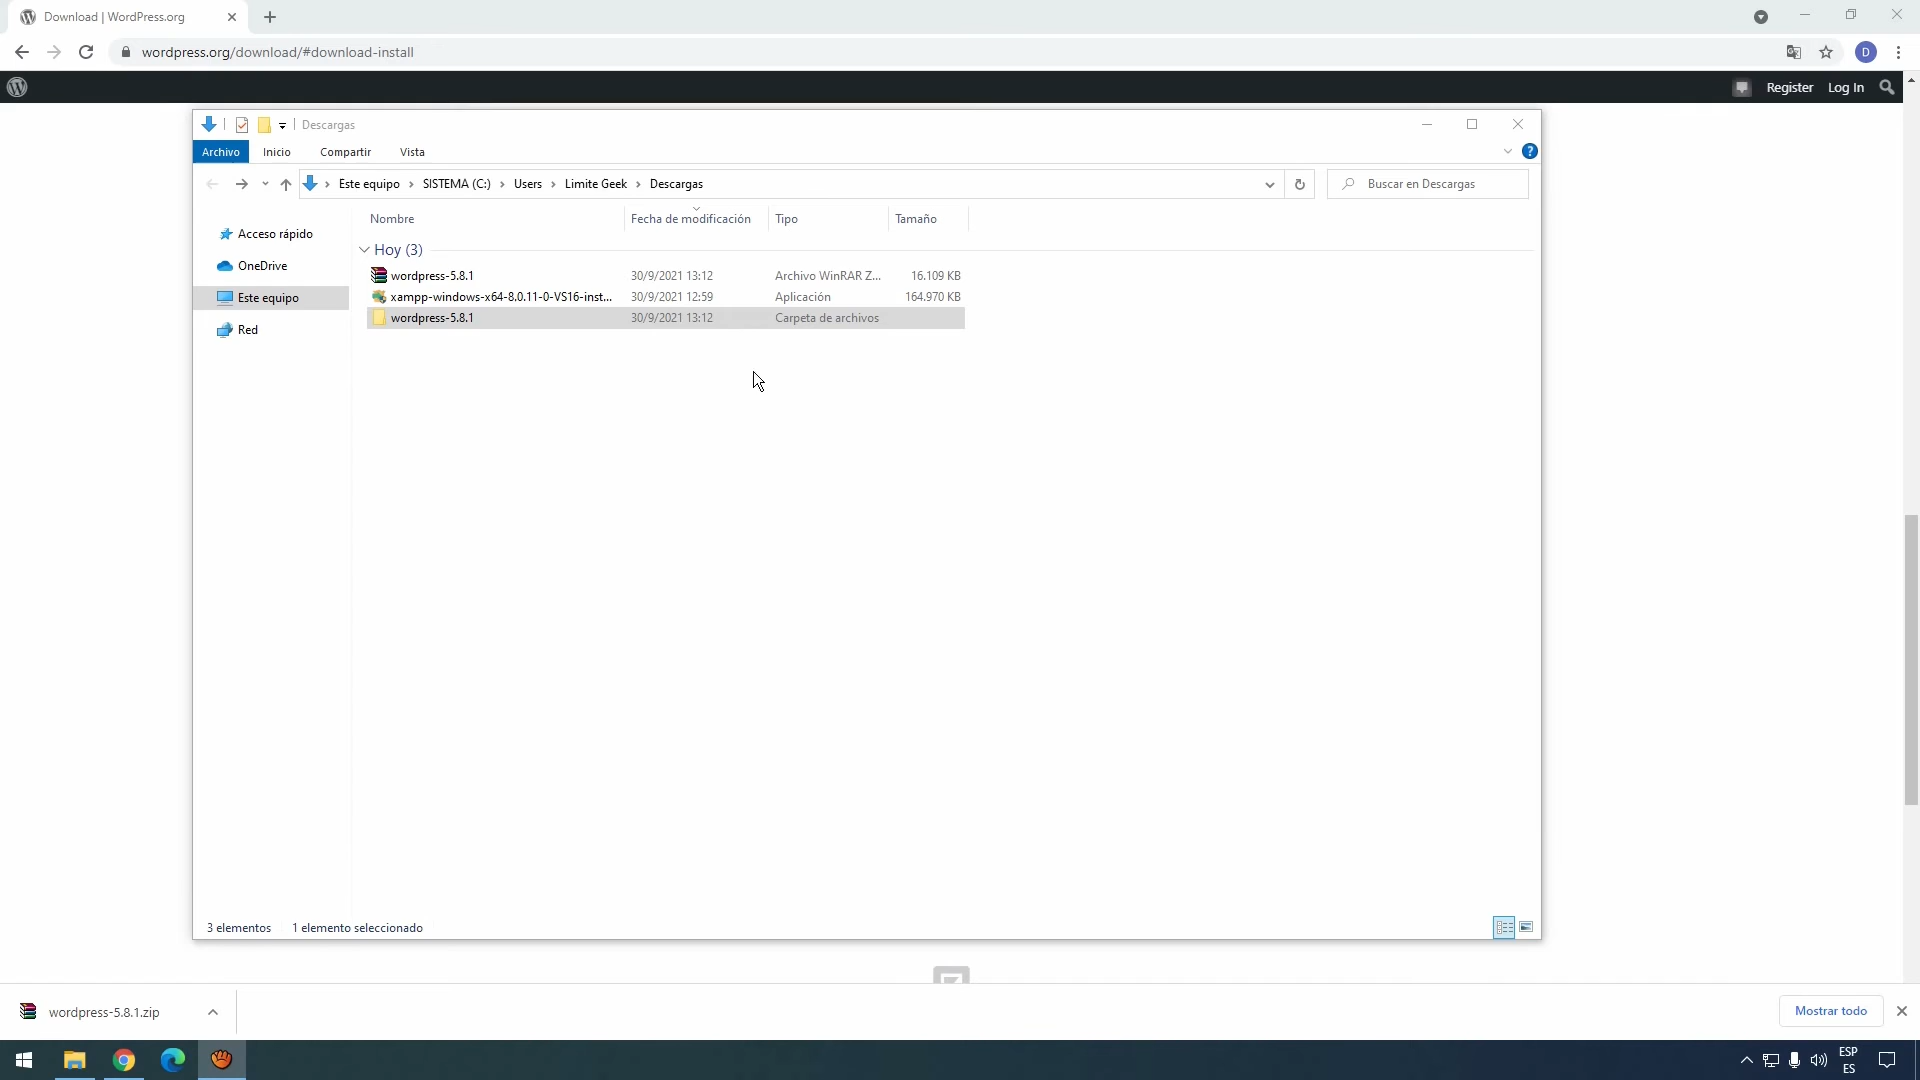 Download | WordPress.org
wordpress.org/download/#download-install
D
Register
Log In
Descargas
Archivo
Inicio
Compartir
Vista
?
Este equipo
SISTEMA (C:)
Users
Limite Geek
Descargas
Buscar en Descargas
Nombre
Fecha de modificación
Tipo
Tamaño
Acceso rápido
OneDrive
Este equipo
Red
Hoy (3)
wordpress-5.8.1 30/9/2021 13:12 Archivo WinRAR Z... 16.109 KB
xampp-windows-x64-8.0.11-0-VS16-inst... 30/9/2021 12:59 Aplicación 164.970 KB
wordpress-5.8.1 30/9/2021 13:12 Carpeta de archivos
3 elementos
1 elemento seleccionado
wordpress-5.8.1.zip
Mostrar todo
ESP
ES